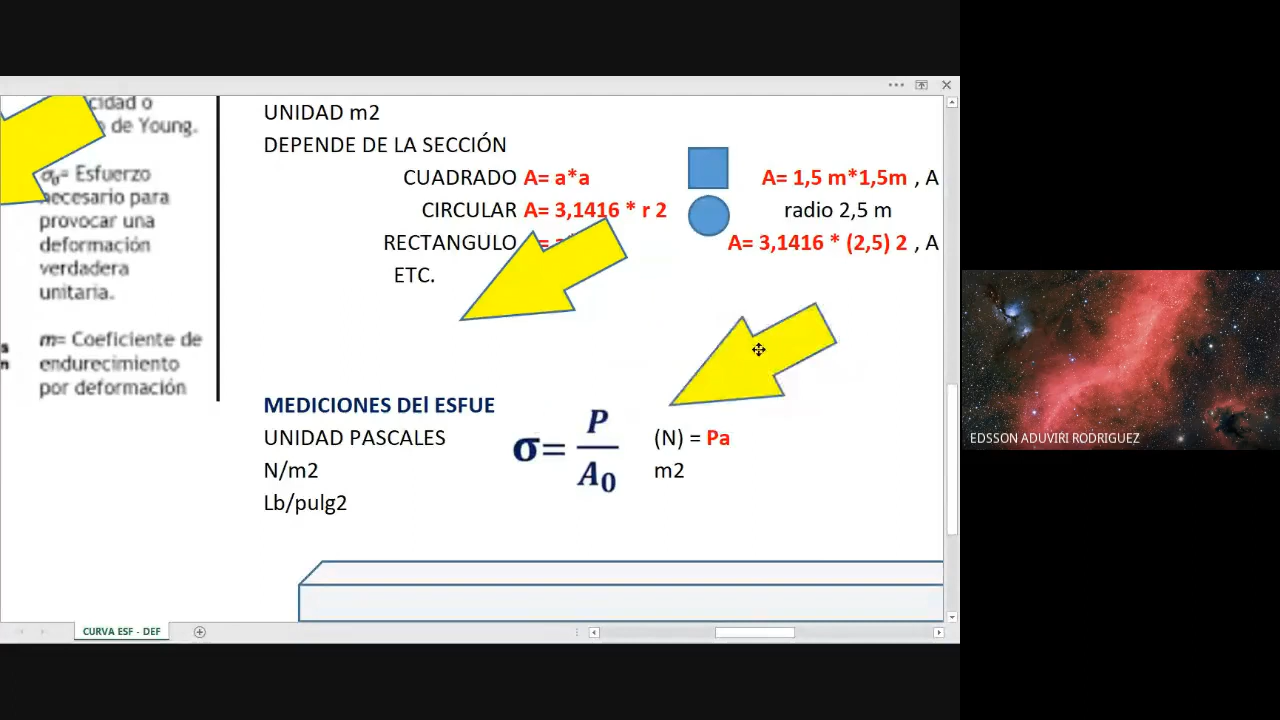 cidad o
de Young.
σ0= Esfuerzo
necesario para
provocar una
deformación
verdadera
unitaria.
m= Coeficiente de
endurecimiento
por deformación
s
n
UNIDAD m2
DEPENDE DE LA SECCIÓN
CUADRADO A= a*a
A= 1,5 m*1,5m , A
CIRCULAR A= 3,1416 * r 2
radio 2,5 m
RECTANGULO
A= 3,1416 * (2,5) 2 , A
ETC.
MEDICIONES DEl ESFUE
UNIDAD PASCALES
N/m2
Lb/pulg2
σ= P / A0
(N) = Pa
m2
CURVA ESF - DEF
EDSSON ADUVIRI RODRIGUEZ